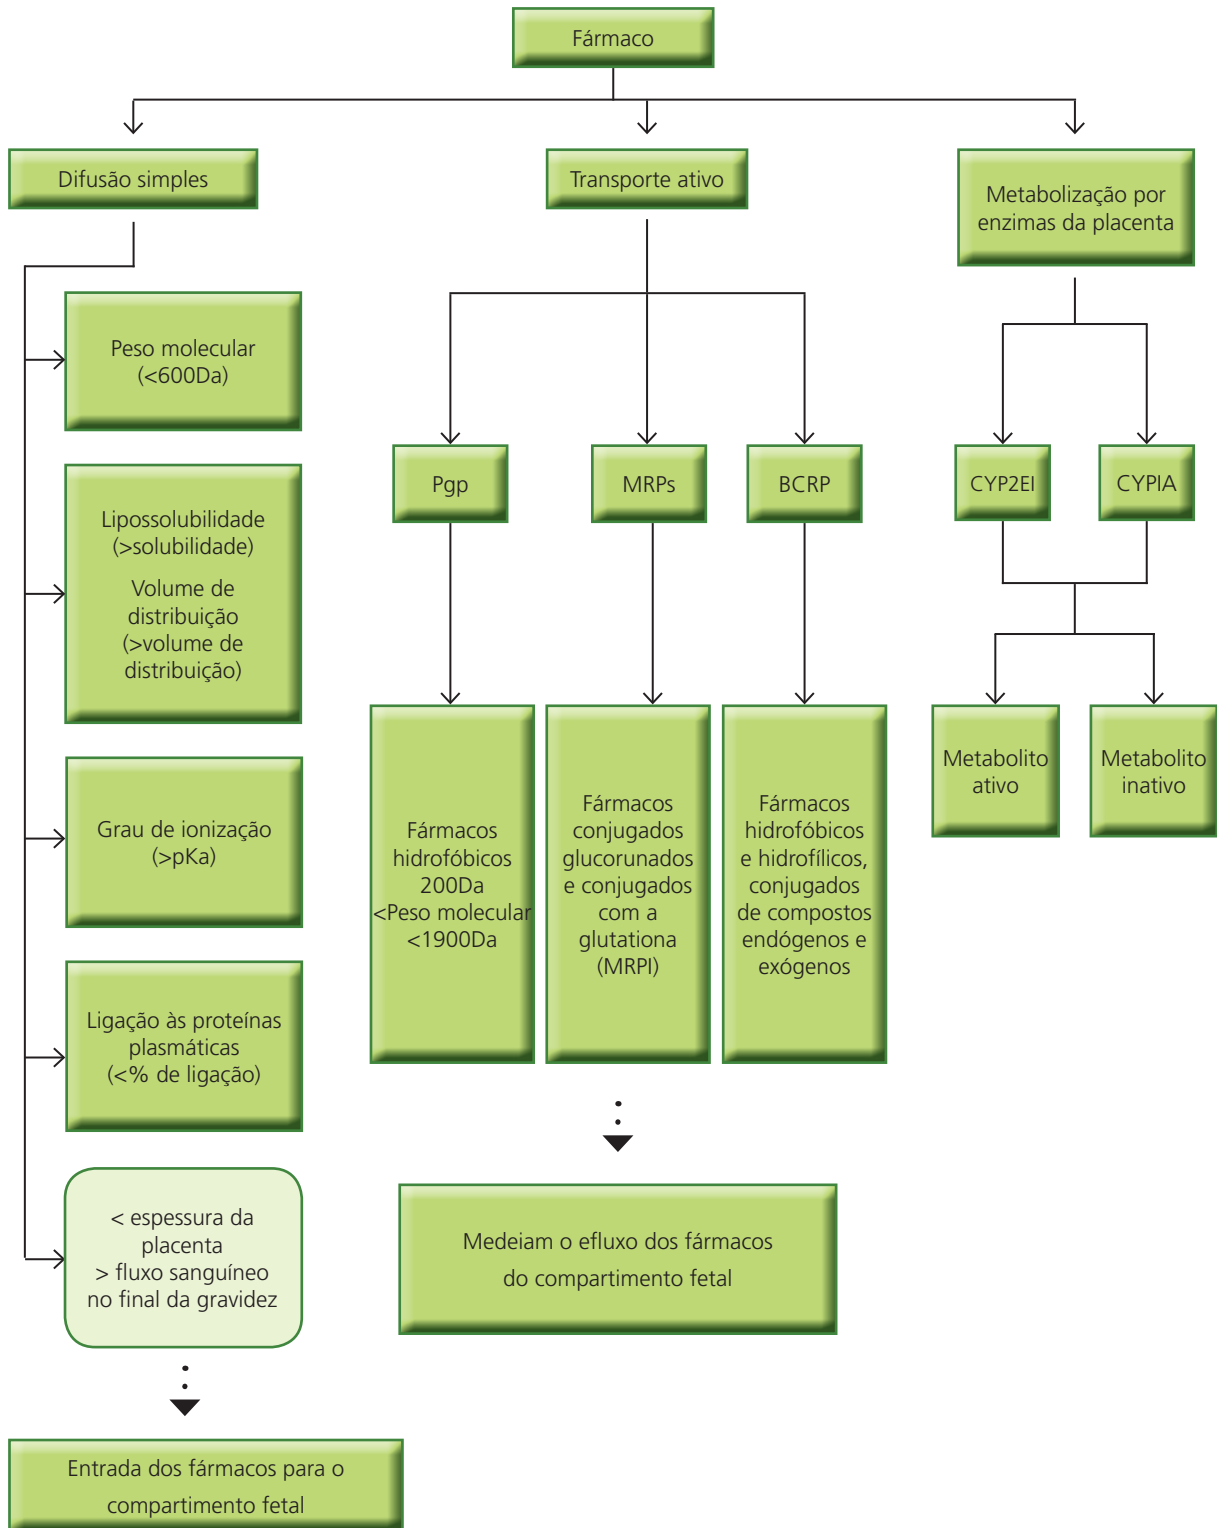 Fármaco
Difusão simples
Transporte ativo
Metabolização por
enzimas da placenta
Peso molecular
(<600Da)
Lipossolubilidade
(>solubilidade)
Volume de
distribuição
(>volume de
distribuição)
Grau de ionização
(>pKa)
Ligação às proteínas
plasmáticas
(<% de ligação)
< espessura da
placenta
> fluxo sanguíneo
no final da gravidez
Entrada dos fármacos para o
compartimento fetal
Pgp
MRPs
BCRP
Fármacos
hidrofóbicos
200Da
<Peso molecular
<1900Da
Fármacos
conjugados
glucorunados
e conjugados
com a
glutationa
(MRPI)
Fármacos
hidrofóbicos
e hidrofílicos,
conjugados
de compostos
endógenos e
exógenos
Medeiam o efluxo dos fármacos
do compartimento fetal
CYP2EI
CYPIA
Metabolito
ativo
Metabolito
inativo